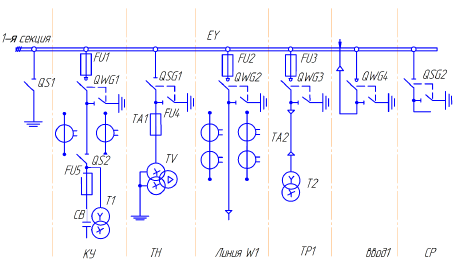 1-я секция
EY
FU1
FU2
FU3
QS1
QWG1
QSG1
QWG2
QWG3
QWG4
QSG2
TA1
FU4
TA2
QS2
FU5
TV
T1
T2
СВ
КУ
ТН
Линия W1
ТР1
ввод1
СР